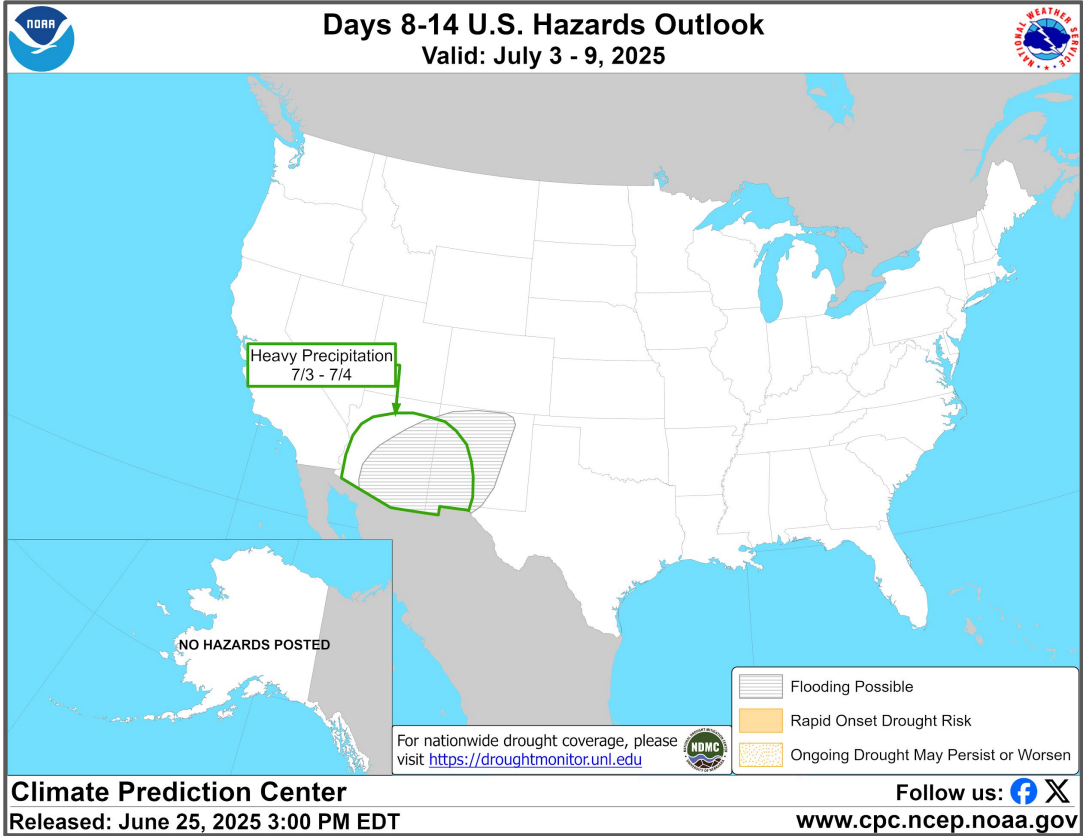 NOAA
Days 8-14 U.S. Hazards Outlook
Valid: July 3 - 9, 2025
NATIONAL WEATHER SERVICE
Heavy Precipitation
7/3 - 7/4
NO HAZARDS POSTED
Flooding Possible
Rapid Onset Drought Risk
Ongoing Drought May Persist or Worsen
For nationwide drought coverage, please
visit https://droughtmonitor.unl.edu
NDMC
Climate Prediction Center
Released: June 25, 2025 3:00 PM EDT
Follow us:
www.cpc.ncep.noaa.gov